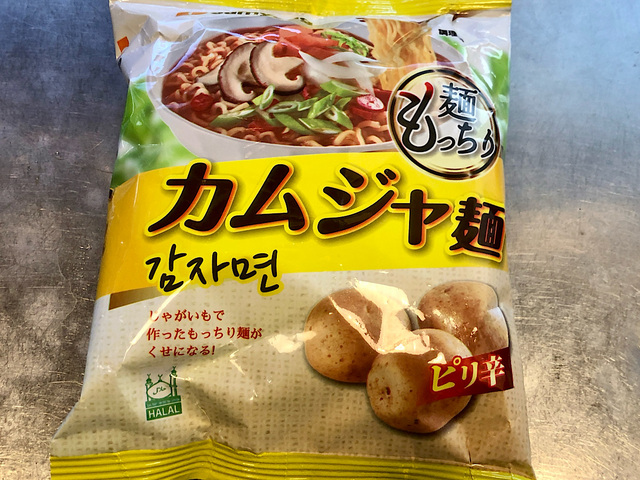 麺
もっちり
カムジャ麺
감자면
じゃがいもで
作ったもっちり麺が
くせになる!
ピリ辛
HALAL